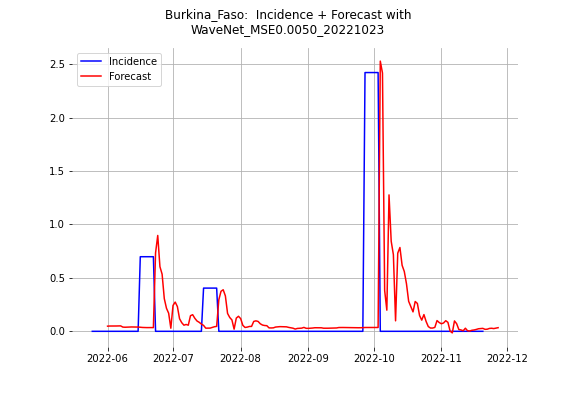 Burkina_Faso:  Incidence + Forecast with
WaveNet_MSE0.0050_20221023
Incidence
Forecast
2.5
2.0
1.5
1.0
0.5
0.0
2022-06 2022-07 2022-08 2022-09 2022-10 2022-11 2022-12